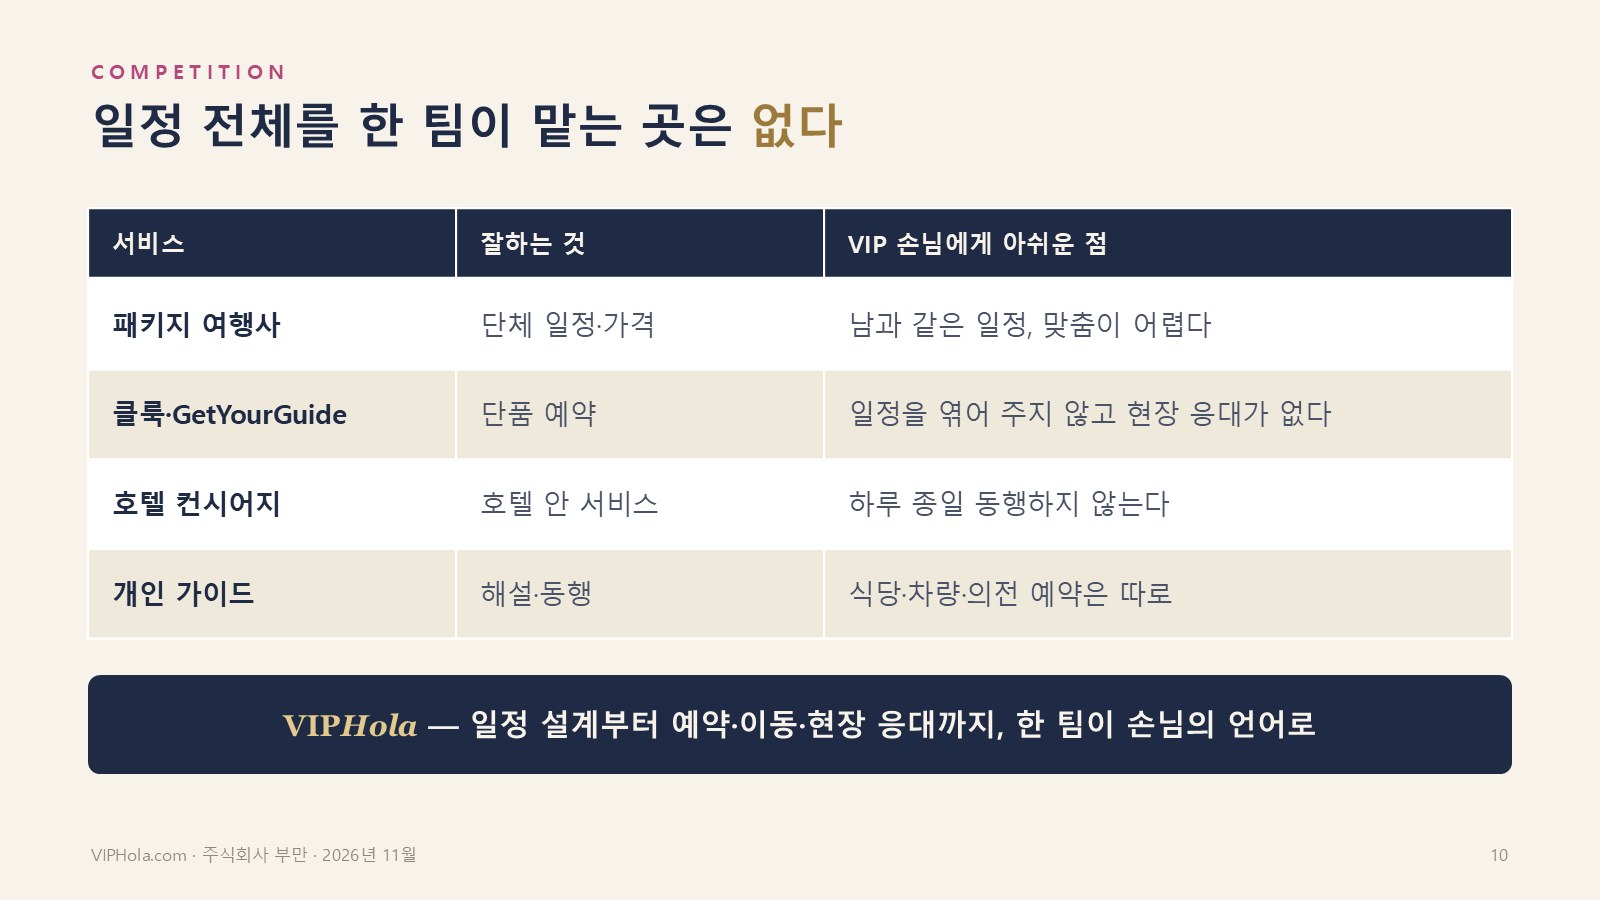 COMPETITION
일정 전체를 한 팀이 맡는 곳은 없다
서비스
잘하는 것
VIP 손님에게 아쉬운 점
패키지 여행사
단체 일정·가격
남과 같은 일정, 맞춤이 어렵다
클룩·GetYourGuide
단품 예약
일정을 엮어 주지 않고 현장 응대가 없다
호텔 컨시어지
호텔 안 서비스
하루 종일 동행하지 않는다
개인 가이드
해설·동행
식당·차량·의전 예약은 따로
VIPHola — 일정 설계부터 예약·이동·현장 응대까지, 한 팀이 손님의 언어로
VIPHola.com · 주식회사 부만 · 2026년 11월
10